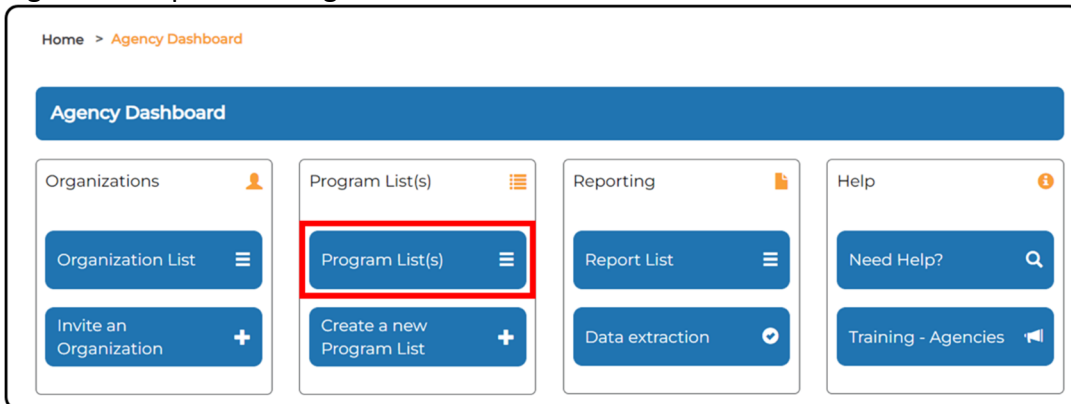 Home > Agency Dashboard
Agency Dashboard
Organizations
Organization List
Invite an
Organization
Program List(s)
Program List(s)
Create a new
Program List
Reporting
Report List
Data extraction
Help
Need Help?
Training - Agencies